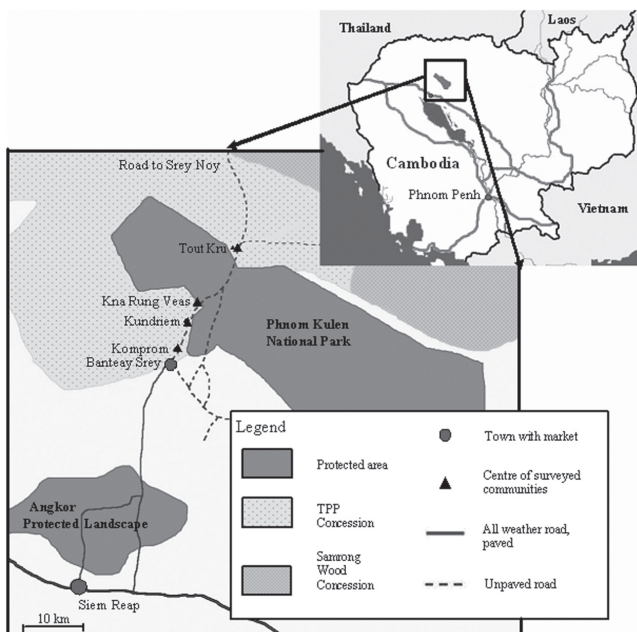 Thailand
Laos
Cambodia
Phnom Penh
Vietnam
Road to Srey Noy
Tout Kru
Kna Rung Veas
Kundriem
Phnom Kulen
National Park
Komprom
Banteay Srey
Angkor
Protected Landscape
Siem Reap
10 km
Legend
Protected area
TPP
Concession
Samrong
Wood
Concession
Town with market
Centre of surveyed
communities
All weather road,
paved
Unpaved road